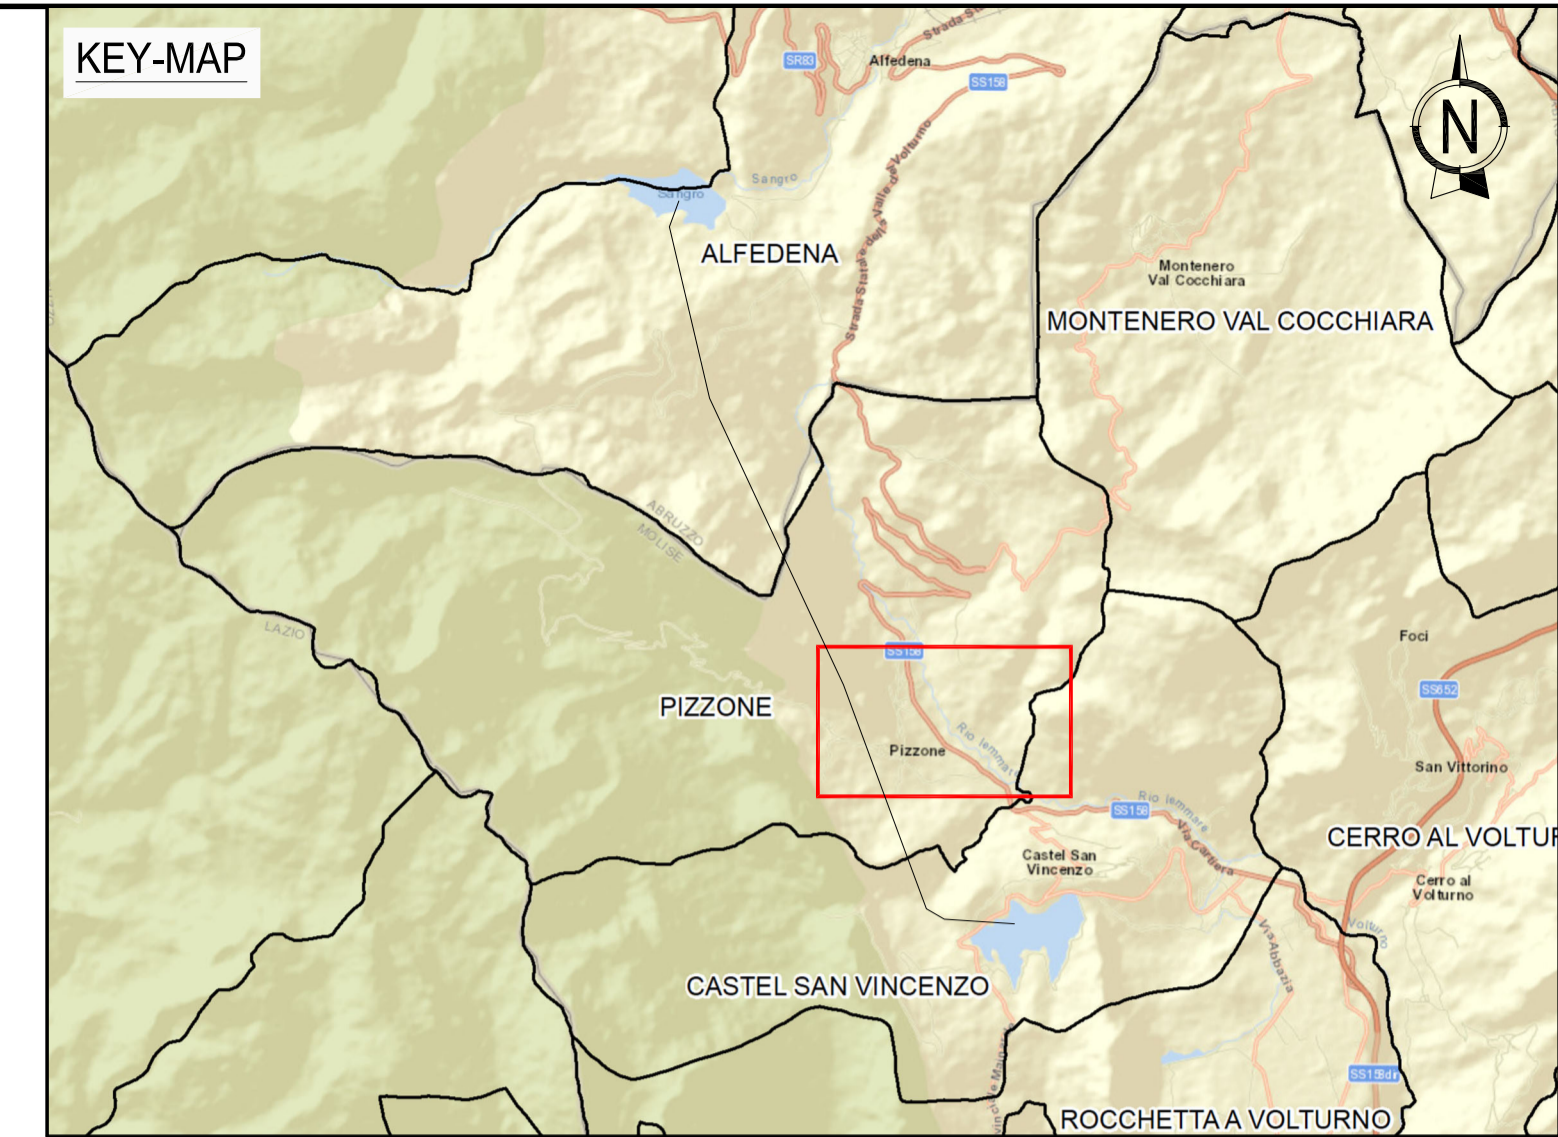 KEY-MAP
SR83
Alfedena
SS158
N
Sangro
Sangro
ALFEDENA
Strada Statale della Valle del Volturno
Montenero
Val Cocchiara
MONTENERO VAL COCCHIARA
ABRUZZO
MOLISE
LAZIO
Foci
SS158
SS652
PIZZONE
Rio Iemmare
Pizzone
San Vittorino
Rio Iemmare
SS158
Via Cartiera
CERRO AL VOLTUR
Castel San
Vincenzo
Cerro al
Volturno
Volturno
Via Abbazia
CASTEL SAN VINCENZO
SS158dir
ROCCHETTA A VOLTURNO